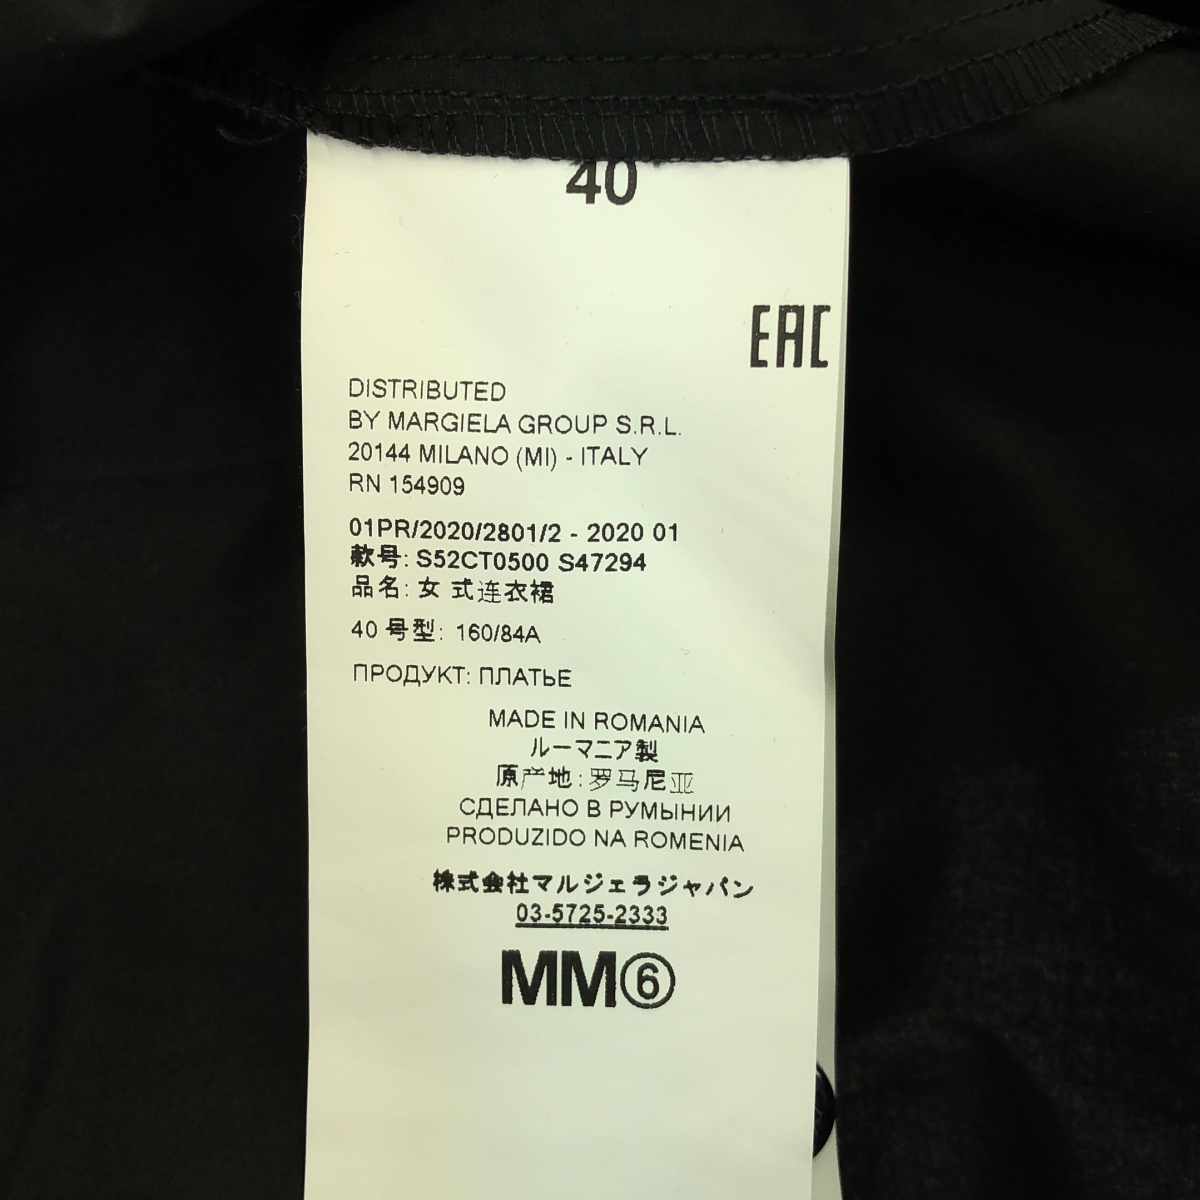 40
EAC
DISTRIBUTED
BY MARGIELA GROUP S.R.L.
20144 MILANO (MI) - ITALY
RN 154909
01PR/2020/2801/2 - 2020 01
款号: S52CT0500 S47294
品名: 女 式连衣裙
40 号型: 160/84A
ПРОДУКТ: ПЛАТЬЕ
MADE IN ROMANIA
ルーマニア製
原产地: 罗马尼亚
СДЕЛАНО В РУМЫНИИ
PRODUZIDO NA ROMENIA
株式会社マルジェラジャパン
03-5725-2333
MM⑥